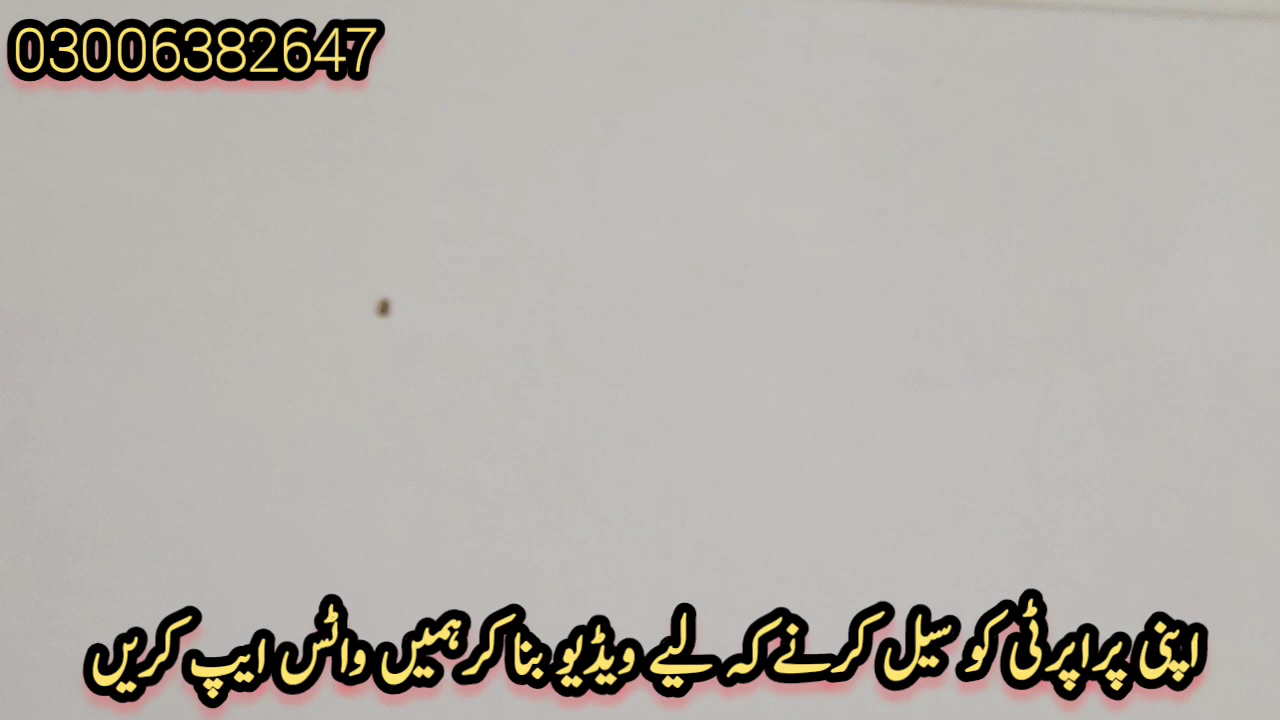 03006382647
اپنی پراپرٹی کو سیل کرنے کہ لیے ویڈیو بنا کر ہمیں واٹس ایپ کریں